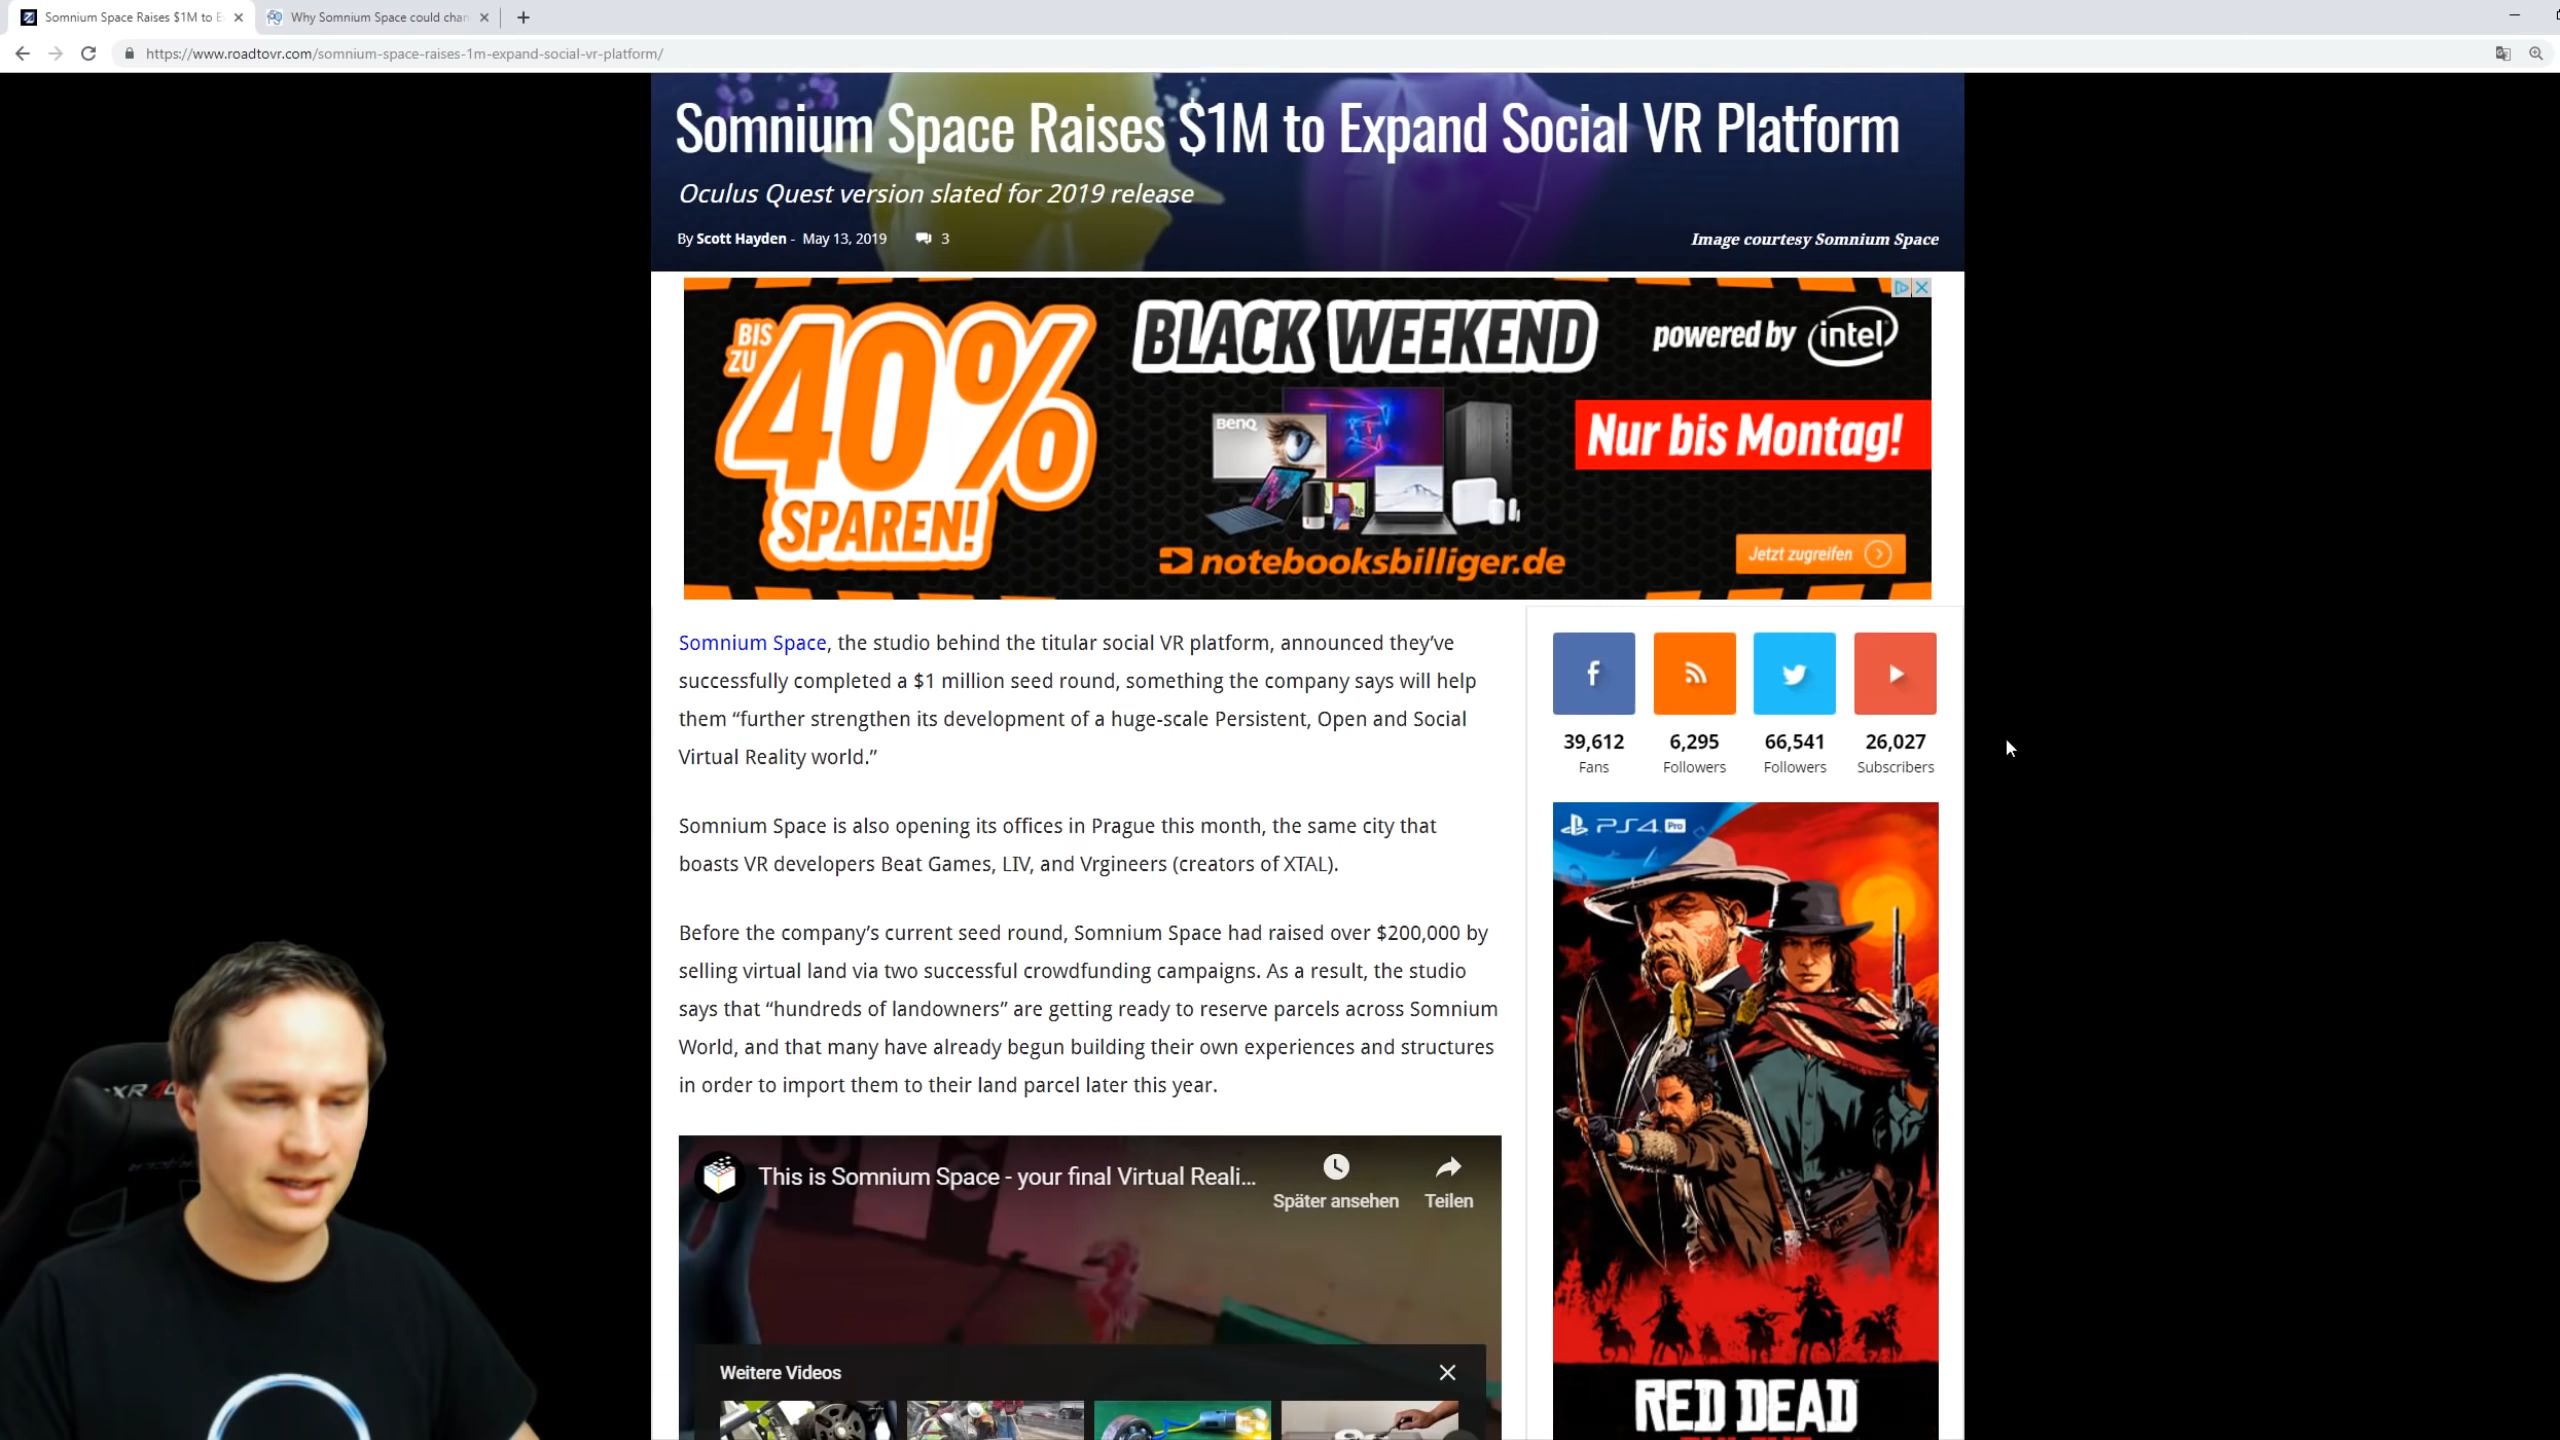 Somnium Space Raises $1M to E
Why Somnium Space could chan
https://www.roadtovr.com/somnium-space-raises-1m-expand-social-vr-platform/
Somnium Space Raises $1M to Expand Social VR Platform
Oculus Quest version slated for 2019 release
By Scott Hayden - May 13, 2019 3
Image courtesy Somnium Space
BIS
ZU
40%
SPAREN!
BLACK WEEKEND
powered by intel
BenQ
Nur bis Montag!
notebooksbilliger.de
Jetzt zugreifen
Somnium Space, the studio behind the titular social VR platform, announced they’ve
successfully completed a $1 million seed round, something the company says will help
them “further strengthen its development of a huge-scale Persistent, Open and Social
Virtual Reality world.”
Somnium Space is also opening its offices in Prague this month, the same city that
boasts VR developers Beat Games, LIV, and Vrgineers (creators of XTAL).
Before the company’s current seed round, Somnium Space had raised over $200,000 by
selling virtual land via two successful crowdfunding campaigns. As a result, the studio
says that “hundreds of landowners” are getting ready to reserve parcels across Somnium
World, and that many have already begun building their own experiences and structures
in order to import them to their land parcel later this year.
This is Somnium Space - your final Virtual Reali...
Später ansehen
Teilen
Weitere Videos
f
39,612 6,295 66,541 26,027
Fans Followers Followers Subscribers
PS4 Pro
RED DEAD